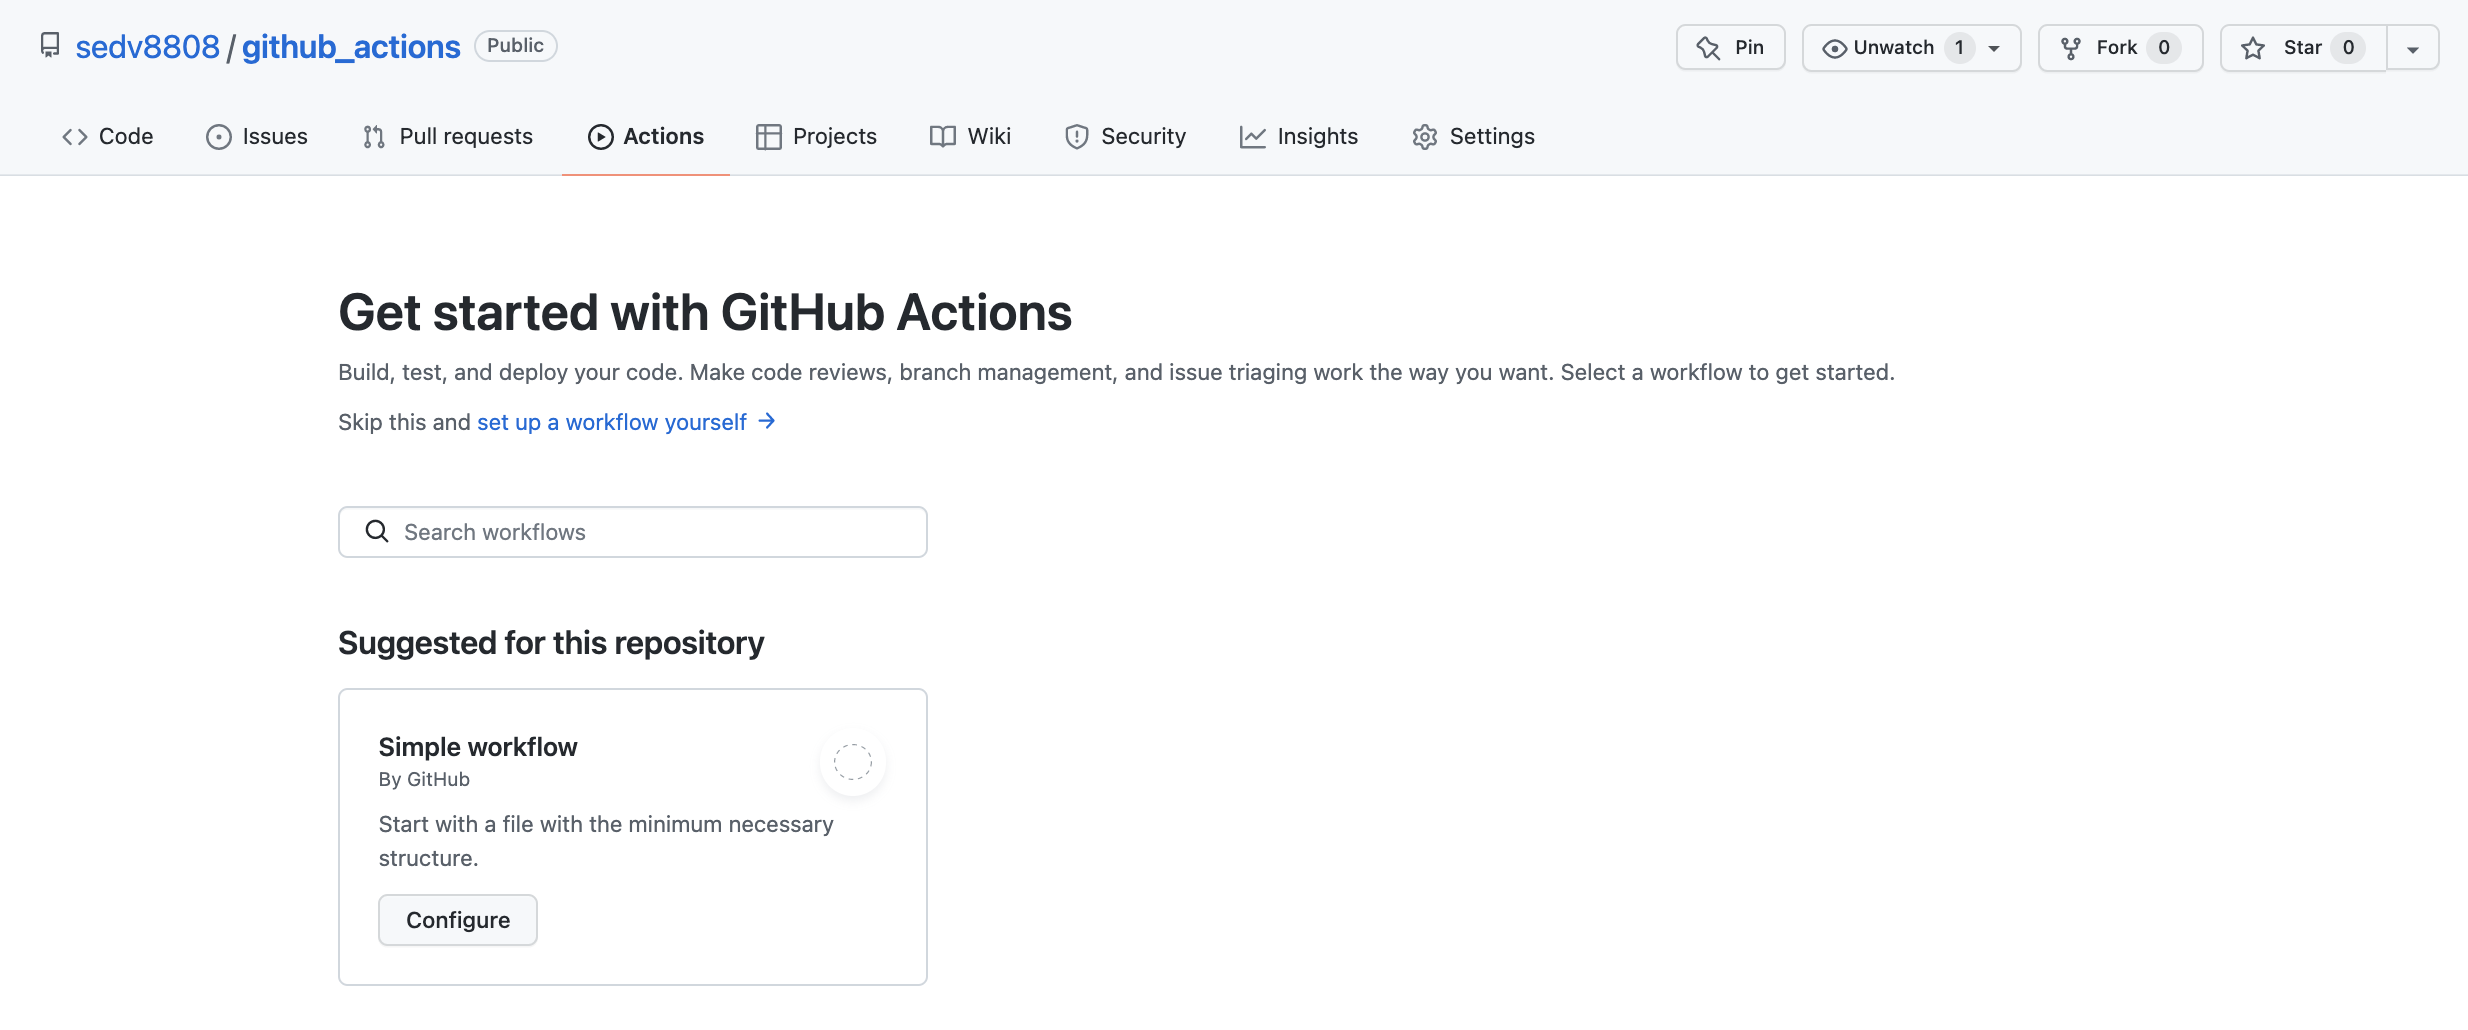 sedv8808 / github_actions Public
Pin Unwatch 1 Fork 0 Star 0
Code Issues Pull requests Actions Projects Wiki Security Insights Settings
Get started with GitHub Actions
Build, test, and deploy your code. Make code reviews, branch management, and issue triaging work the way you want. Select a workflow to get started.
Skip this and set up a workflow yourself →
Search workflows
Suggested for this repository
Simple workflow
By GitHub
Start with a file with the minimum necessary
structure.
Configure